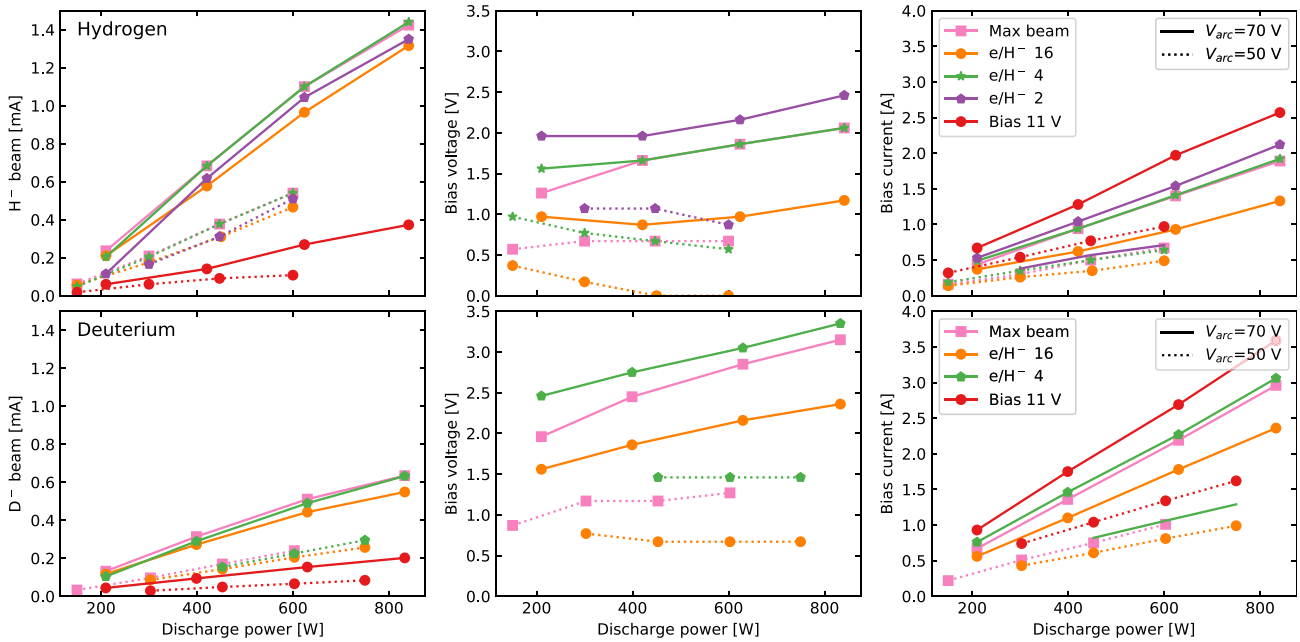 Hydrogen
H⁻ beam [mA]
0.0
0.2
0.4
0.6
0.8
1.0
1.2
1.4
Bias voltage [V]
0.0
0.5
1.0
1.5
2.0
2.5
3.0
3.5
Bias current [A]
0.0
0.5
1.0
1.5
2.0
2.5
3.0
3.5
4.0
Max beam
e/H⁻ 16
e/H⁻ 4
e/H⁻ 2
Bias 11 V
V_arc=70 V
V_arc=50 V
Deuterium
D⁻ beam [mA]
0.0
0.2
0.4
0.6
0.8
1.0
1.2
1.4
200 400 600 800
Discharge power [W]
Bias voltage [V]
0.0
0.5
1.0
1.5
2.0
2.5
3.0
3.5
200 400 600 800
Discharge power [W]
Bias current [A]
0.0
0.5
1.0
1.5
2.0
2.5
3.0
3.5
4.0
Max beam
e/H⁻ 16
e/H⁻ 4
Bias 11 V
V_arc=70 V
V_arc=50 V
200 400 600 800
Discharge power [W]